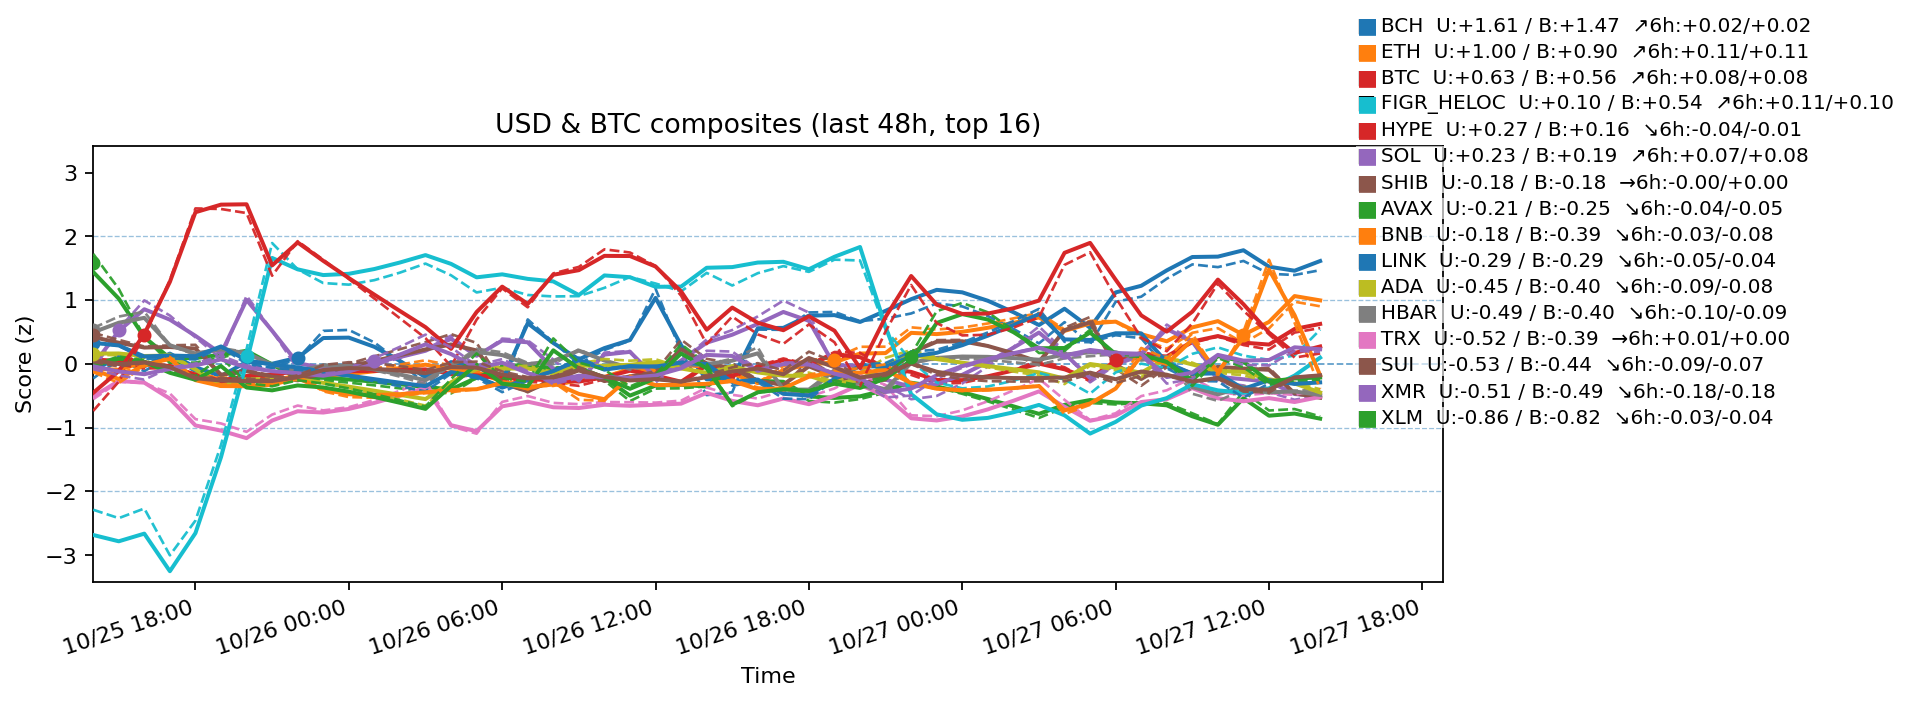 BCH U:+1.61 / B:+1.47 ↗6h:+0.02/+0.02
ETH U:+1.00 / B:+0.90 ↗6h:+0.11/+0.11
BTC U:+0.63 / B:+0.56 ↗6h:+0.08/+0.08
FIGR_HELOC U:+0.10 / B:+0.54 ↗6h:+0.11/+0.10
HYPE U:+0.27 / B:+0.16 ↘6h:-0.04/-0.01
SOL U:+0.23 / B:+0.19 ↗6h:+0.07/+0.08
SHIB U:-0.18 / B:-0.18 →6h:-0.00/+0.00
AVAX U:-0.21 / B:-0.25 ↘6h:-0.04/-0.05
BNB U:-0.18 / B:-0.39 ↘6h:-0.03/-0.08
LINK U:-0.29 / B:-0.29 ↘6h:-0.05/-0.04
ADA U:-0.45 / B:-0.40 ↘6h:-0.09/-0.08
HBAR U:-0.49 / B:-0.40 ↘6h:-0.10/-0.09
TRX U:-0.52 / B:-0.39 →6h:+0.01/+0.00
SUI U:-0.53 / B:-0.44 ↘6h:-0.09/-0.07
XMR U:-0.51 / B:-0.49 ↘6h:-0.18/-0.18
XLM U:-0.86 / B:-0.82 ↘6h:-0.03/-0.04
USD & BTC composites (last 48h, top 16)
Score (z)
3
2
1
0
−1
−2
−3
10/25 18:00
10/26 00:00
10/26 06:00
10/26 12:00
10/26 18:00
10/27 00:00
10/27 06:00
10/27 12:00
10/27 18:00
Time